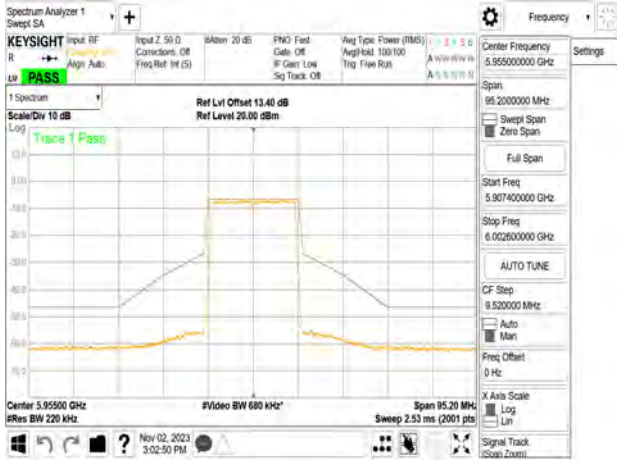 Spectrum Analyzer 1
Swept SA
Frequency
KEYSIGHT
Input: RF
Input Z: 50 Ω
#Atten: 20 dB
PNO: Fast
Avg Type: Power (RMS)
Corrections: Off
Gate: Off
Avg|Hold: 100/100
R
Align: Auto
Freq Ref: Int (S)
IF Gain: Low
Trig: Free Run
Sig Track: Off
PASS
1 Spectrum
Ref Lvl Offset 13.40 dB
Scale/Div 10 dB
Ref Level 20.00 dBm
Log
Trace 1 Pass
Center 5.95500 GHz
#Video BW 680 kHz*
Span 95.20 MHz
#Res BW 220 kHz
Sweep 2.53 ms (2001 pts)
Nov 02, 2023
3:02:50 PM
Center Frequency
5.955000000 GHz
Settings
Span
95.2000000 MHz
Swept Span
Zero Span
Full Span
Start Freq
5.907400000 GHz
Stop Freq
6.002600000 GHz
AUTO TUNE
CF Step
9.520000 MHz
Auto
Man
Freq Offset
0 Hz
X Axis Scale
Log
Lin
Signal Track
(Span Zoom)